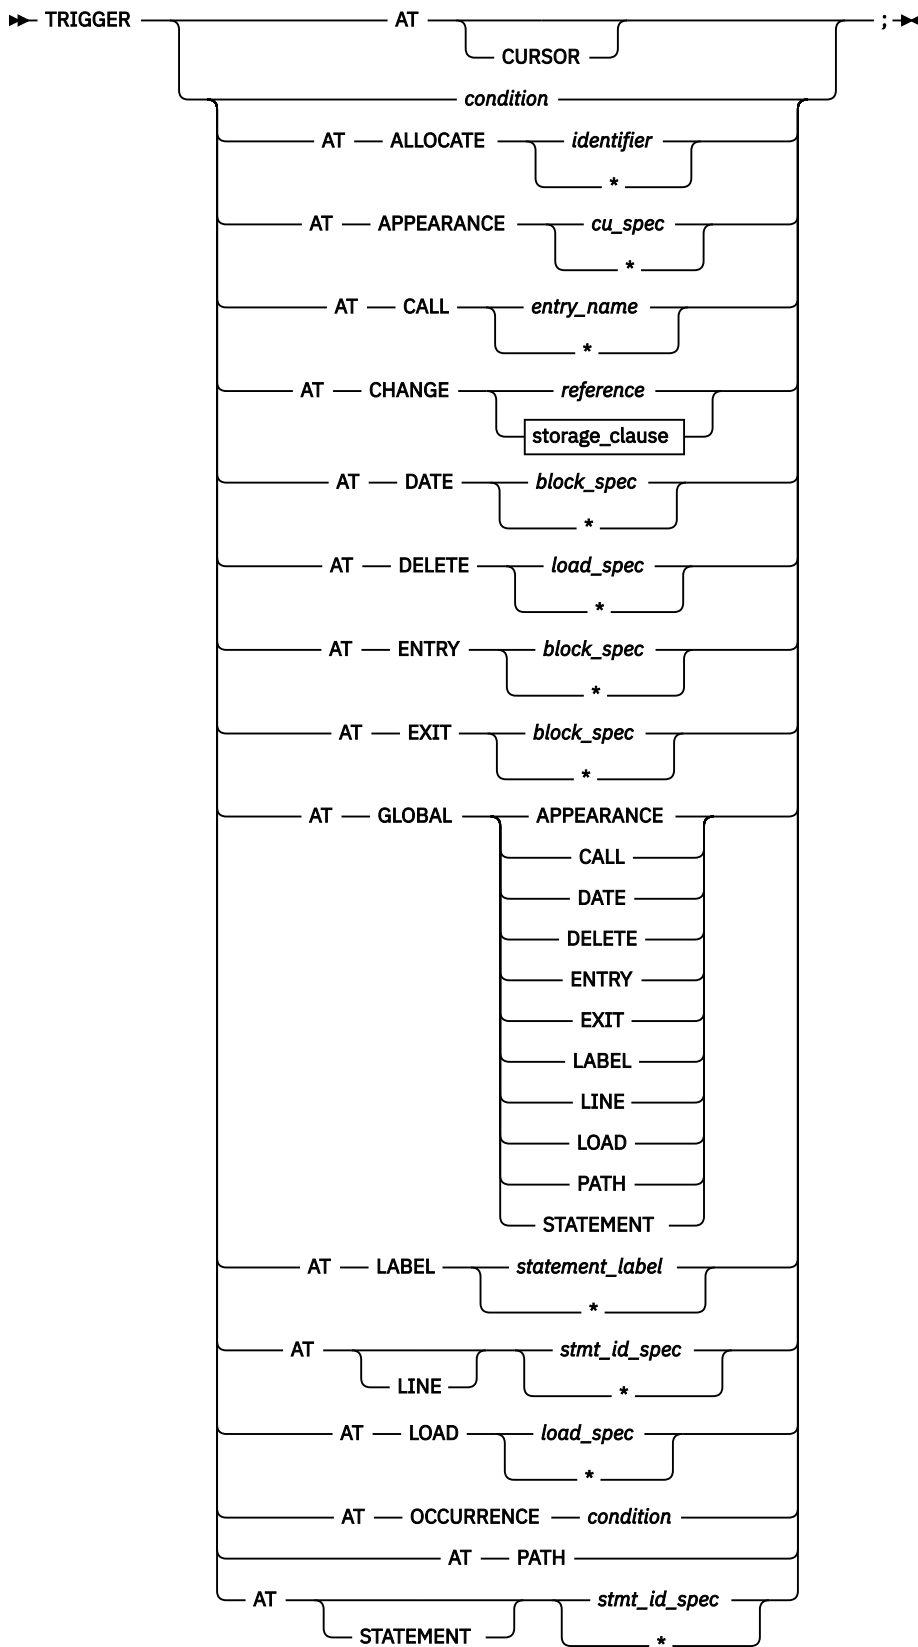 TRIGGER AT ;
CURSOR
condition
AT ALLOCATE identifier
*
AT APPEARANCE cu_spec
*
AT CALL entry_name
*
AT CHANGE reference
storage_clause
AT DATE block_spec
*
AT DELETE load_spec
*
AT ENTRY block_spec
*
AT EXIT block_spec
*
AT GLOBAL APPEARANCE
CALL
DATE
DELETE
ENTRY
EXIT
LABEL
LINE
LOAD
PATH
STATEMENT
AT LABEL statement_label
*
AT stmt_id_spec
LINE *
AT LOAD load_spec
*
AT OCCURRENCE condition
AT PATH
AT stmt_id_spec
STATEMENT *